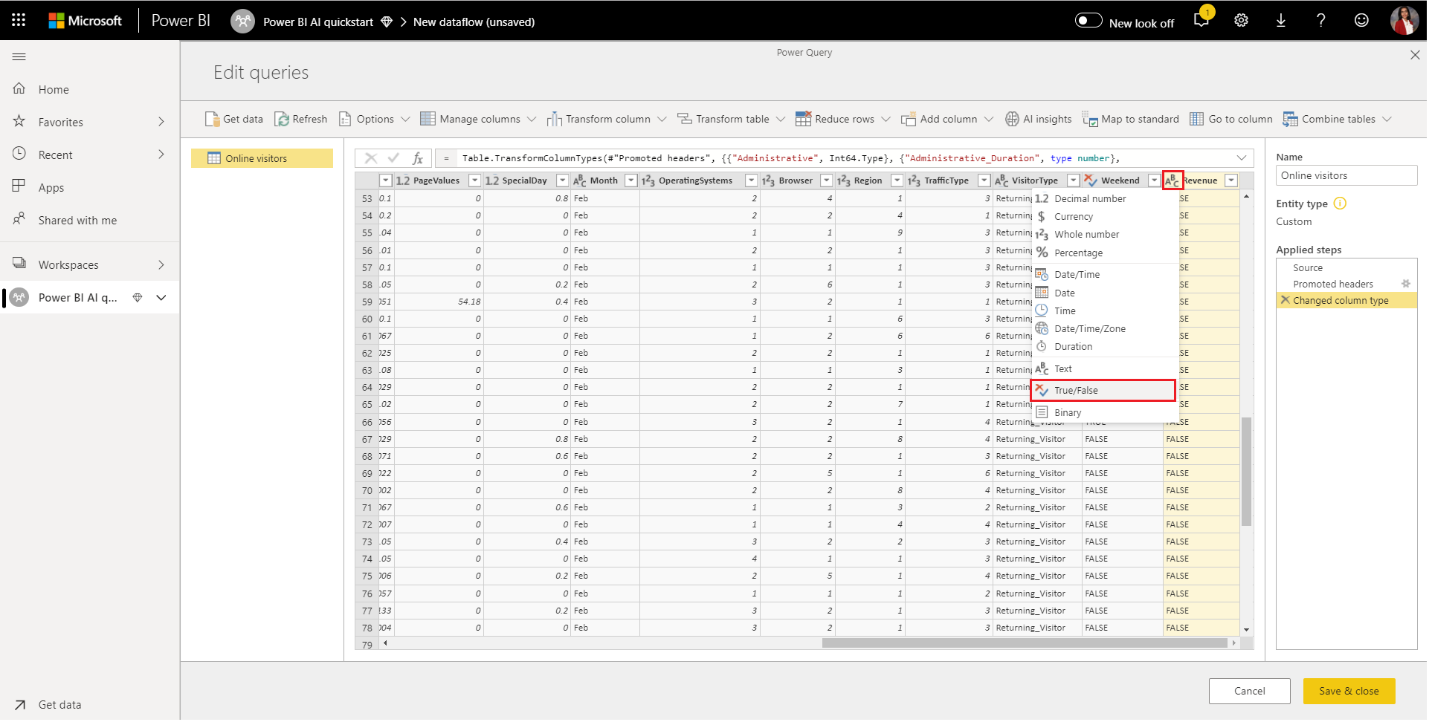 Microsoft Power BI Power BI AI quickstart > New dataflow (unsaved) New look off 1 ?
Power Query
Edit queries
Home
Favorites
Recent
Apps
Shared with me
Workspaces
Power BI AI q...
Get data
Get data Refresh Options Manage columns Transform column Transform table Reduce rows Add column AI insights Map to standard Go to column Combine tables
Online visitors
fx = Table.TransformColumnTypes(#"Promoted headers", {{"Administrative", Int64.Type}, {"Administrative_Duration", type number},
1.2 PageValues 1.2 SpecialDay ABC Month 123 OperatingSystems 123 Browser 123 Region 123 TrafficType ABC VisitorType Weekend ABC Revenue
53 0.1 0 0.8 Feb 2 4 1 3 Returning
54 0.2 0 0 Feb 2 2 4 1 Returning
55 .04 0 0 Feb 1 1 9 3 Returning
56 .01 0 0 Feb 2 2 1 3 Returning
57 0.1 0 0 Feb 1 1 1 3 Returning
58 .05 0 0.2 Feb 2 6 1 3 Returning
59 051 54.18 0.4 Feb 3 2 1 1 Returning
60 0.1 0 0 Feb 1 1 6 3 Returning
61 067 0 0 Feb 1 2 6 6 Returning
62 025 0 0 Feb 2 2 1 1 Returning
63 .08 0 0 Feb 1 1 3 1 Returning
64 029 0 0 Feb 2 2 1 1 Returning
65 .02 0 0 Feb 2 2 7 1 Returning
66 056 0 0 Feb 3 2 1 4 Returning_Visitor TRUE FALSE
67 029 0 0.8 Feb 2 2 8 4 Returning_Visitor FALSE FALSE
68 071 0 0.6 Feb 2 2 1 3 Returning_Visitor FALSE FALSE
69 022 0 0 Feb 2 5 1 6 Returning_Visitor FALSE FALSE
70 002 0 0 Feb 2 2 8 4 Returning_Visitor FALSE FALSE
71 067 0 0.6 Feb 1 1 3 2 Returning_Visitor FALSE FALSE
72 007 0 0 Feb 1 1 4 4 Returning_Visitor FALSE FALSE
73 .05 0 0.4 Feb 3 2 2 3 Returning_Visitor FALSE FALSE
74 .05 0 0 Feb 4 1 1 3 Returning_Visitor FALSE FALSE
75 006 0 0.2 Feb 2 5 1 4 Returning_Visitor FALSE FALSE
76 057 0 0 Feb 1 1 1 2 Returning_Visitor FALSE FALSE
77 133 0 0.2 Feb 3 2 1 3 Returning_Visitor FALSE FALSE
78 004 0 0 Feb 3 2 1 3 Returning_Visitor FALSE FALSE
79
1.2 Decimal number
$ Currency
123 Whole number
% Percentage
Date/Time
Date
Time
Date/Time/Zone
Duration
ABC Text
True/False
Binary
Name
Online visitors
Entity type
Custom
Applied steps
Source
Promoted headers
Changed column type
Cancel Save & close